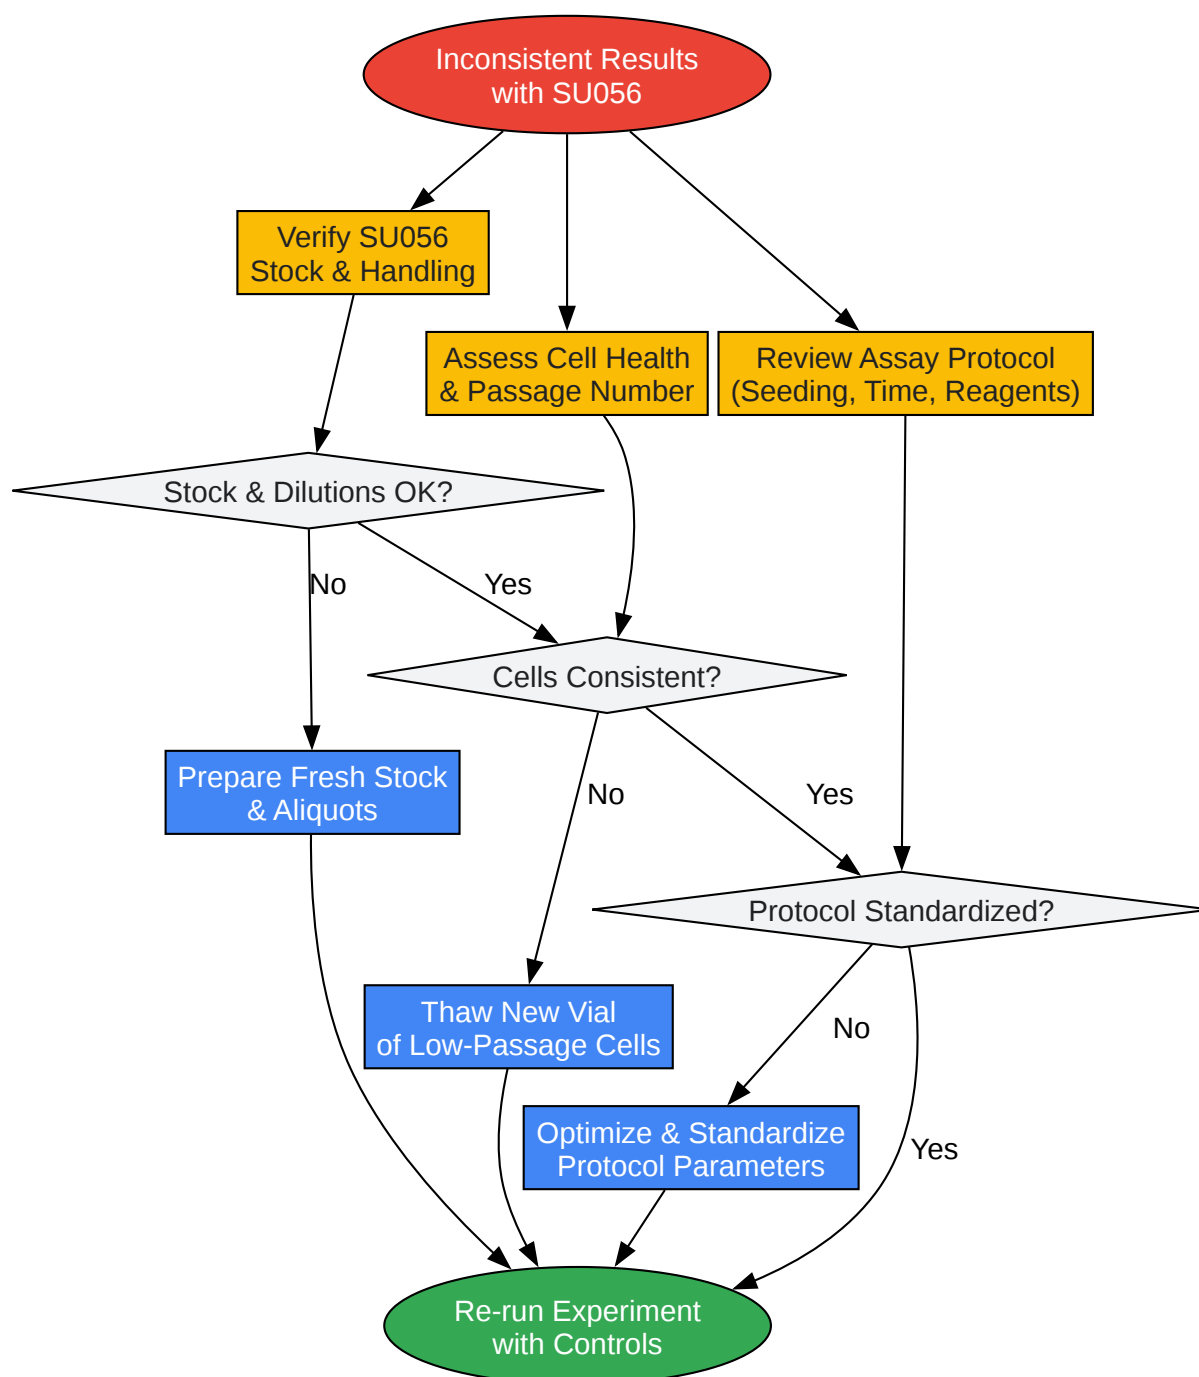 Inconsistent Results
with SU056
Verify SU056
Stock & Handling
Assess Cell Health
& Passage Number
Review Assay Protocol
(Seeding, Time, Reagents)
Stock & Dilutions OK?
No
Yes
Cells Consistent?
Prepare Fresh Stock
& Aliquots
No
Yes
Protocol Standardized?
Thaw New Vial
of Low-Passage Cells
No
Optimize & Standardize
Protocol Parameters
Yes
Re-run Experiment
with Controls